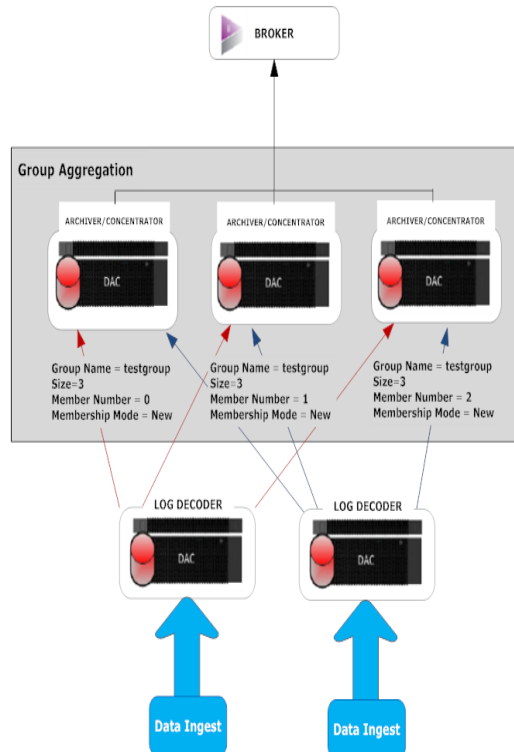 BROKER
Group Aggregation
ARCHIVER/CONCENTRATOR
ARCHIVER/CONCENTRATOR
ARCHIVER/CONCENTRATOR
DAC
DAC
DAC
Group Name = testgroup
Size=3
Member Number = 0
Membership Mode = New
Group Name = testgroup
Size=3
Member Number = 1
Membership Mode = New
Group Name = testgroup
Size=3
Member Number = 2
Membership Mode = New
LOG DECODER
LOG DECODER
DAC
DAC
Data Ingest
Data Ingest